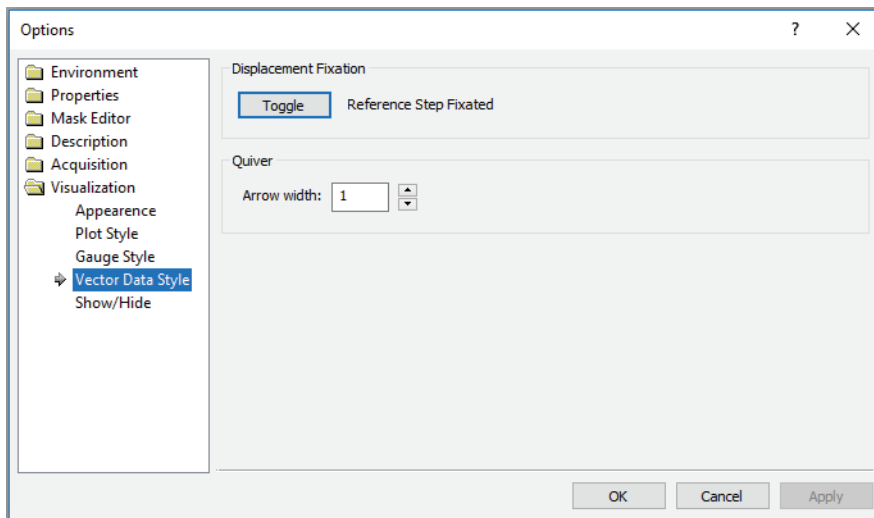 Options
?
Environment
Properties
Mask Editor
Description
Acquisition
Visualization
Appearence
Plot Style
Gauge Style
Vector Data Style
Show/Hide
Displacement Fixation
Toggle Reference Step Fixated
Quiver
Arrow width: 1
OK Cancel Apply